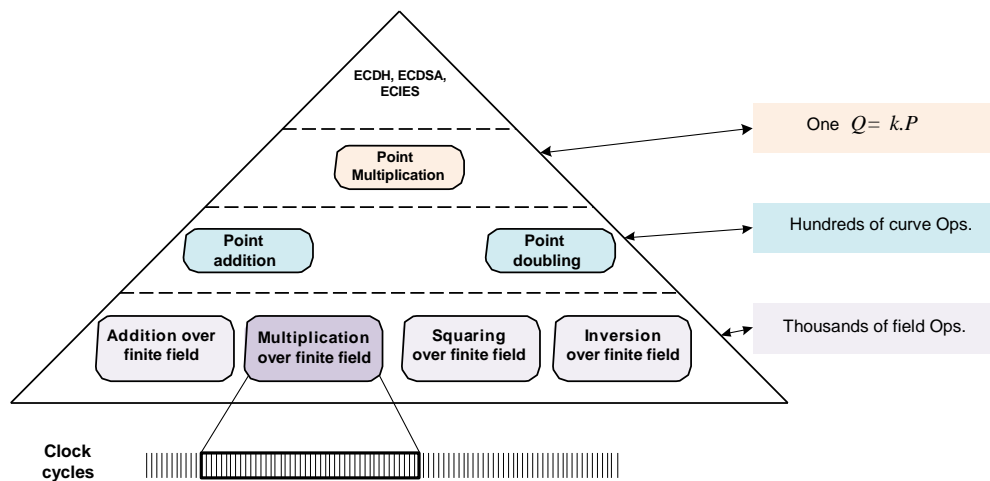 ECDH, ECDSA,
ECIES
One Q= k.P
Point
Multiplication
Point
addition
Point
doubling
Hundreds of curve Ops.
Addition over
finite field
Multiplication
over finite field
Squaring
over finite field
Inversion
over finite field
Thousands of field Ops.
Clock
cycles